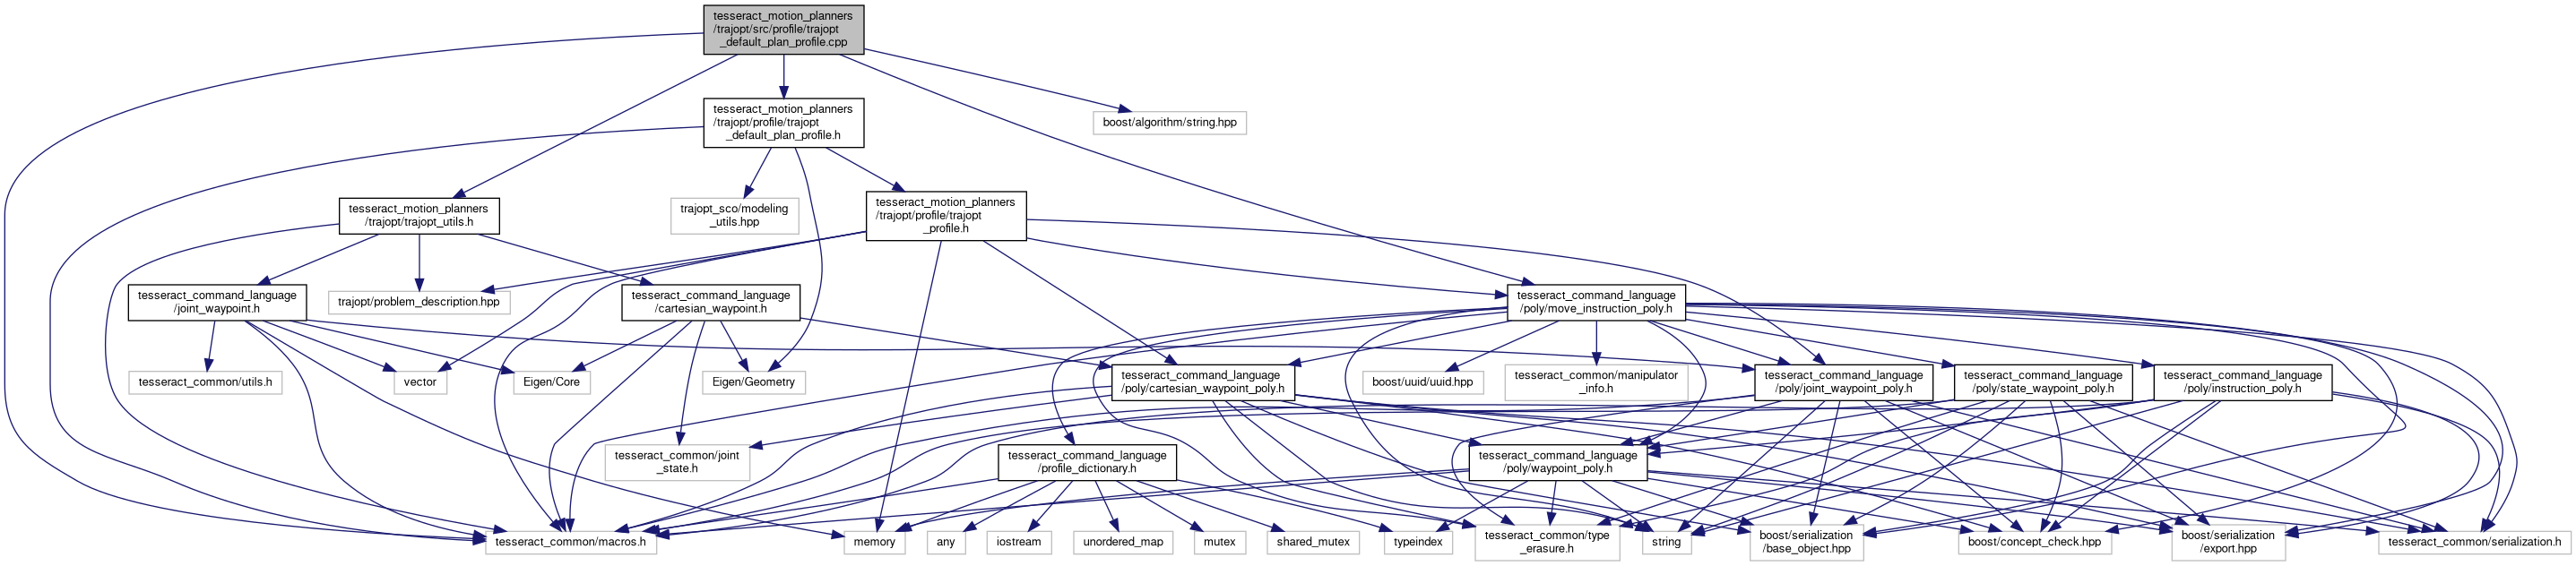 tesseract_motion_planners
/trajopt/src/profile/trajopt
_default_plan_profile.cpp
tesseract_motion_planners
/trajopt/profile/trajopt
_default_plan_profile.h
boost/algorithm/string.hpp
tesseract_motion_planners
/trajopt/trajopt_utils.h
trajopt_sco/modeling
_utils.hpp
tesseract_motion_planners
/trajopt/profile/trajopt
_profile.h
tesseract_command_language
/joint_waypoint.h
trajopt/problem_description.hpp
tesseract_command_language
/cartesian_waypoint.h
tesseract_command_language
/poly/move_instruction_poly.h
tesseract_common/utils.h
vector
Eigen/Core
Eigen/Geometry
tesseract_command_language
/poly/cartesian_waypoint_poly.h
boost/uuid/uuid.hpp
tesseract_common/manipulator
_info.h
tesseract_command_language
/poly/joint_waypoint_poly.h
tesseract_command_language
/poly/state_waypoint_poly.h
tesseract_command_language
/poly/instruction_poly.h
tesseract_common/joint
_state.h
tesseract_command_language
/profile_dictionary.h
tesseract_command_language
/poly/waypoint_poly.h
tesseract_common/macros.h
memory
any
iostream
unordered_map
mutex
shared_mutex
typeindex
tesseract_common/type
_erasure.h
string
boost/serialization
/base_object.hpp
boost/concept_check.hpp
boost/serialization
/export.hpp
tesseract_common/serialization.h